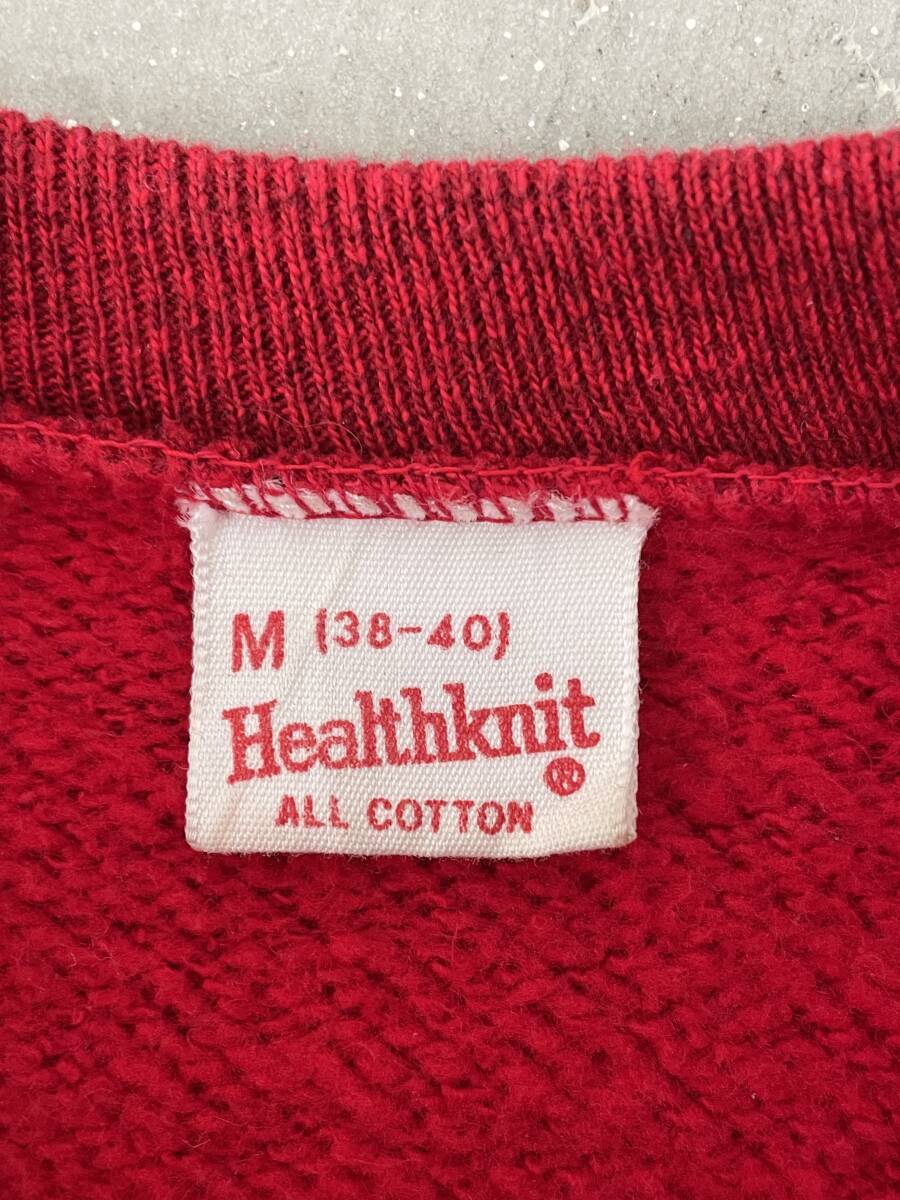 M (38-40)
Healthknit
®
ALL COTTON